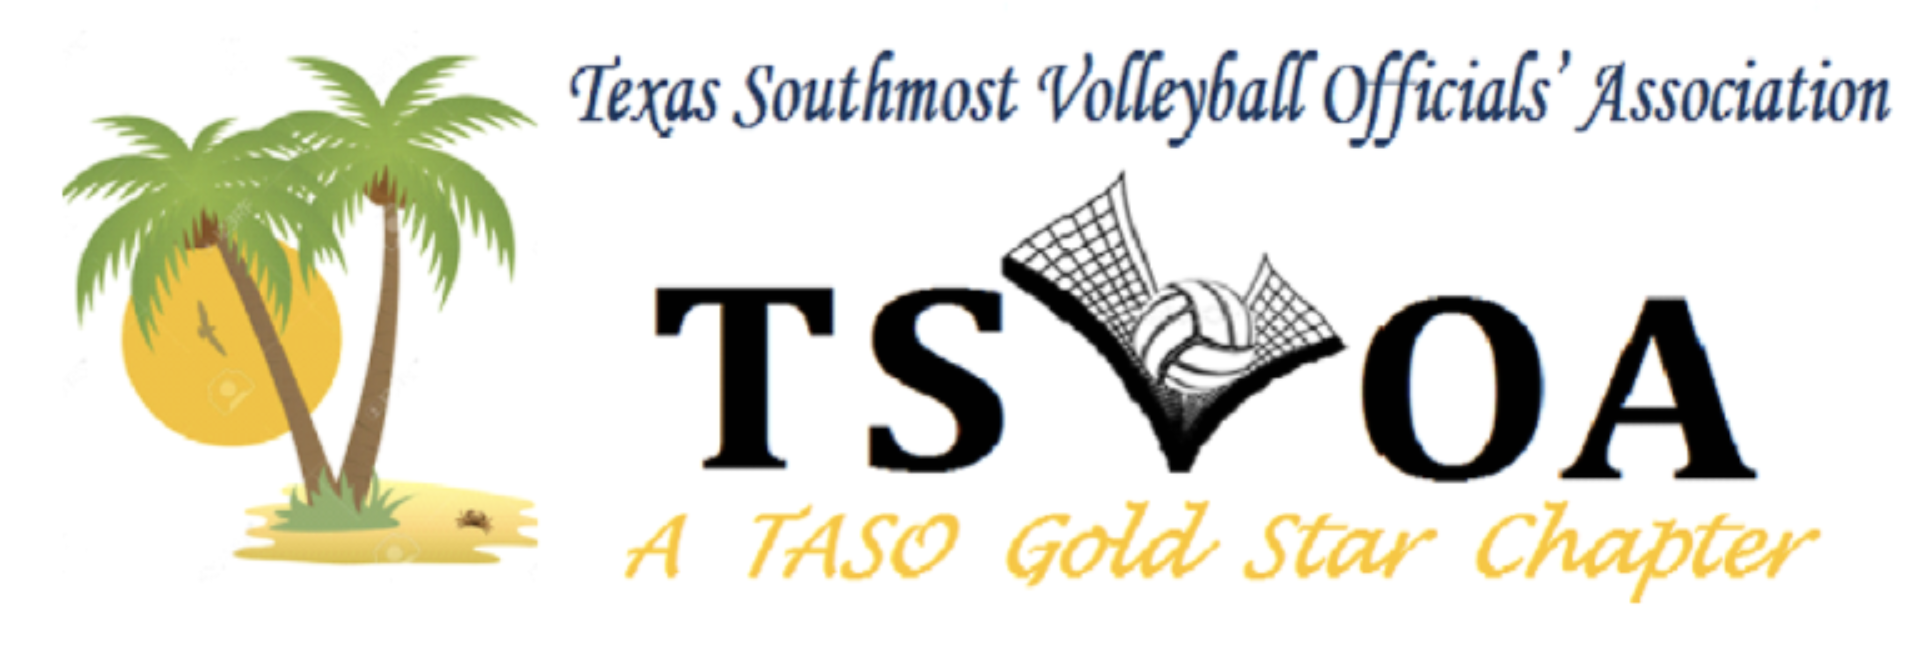 Texas Southmost Volleyball Officials' Association
TSVOA
A TASO Gold Star Chapter